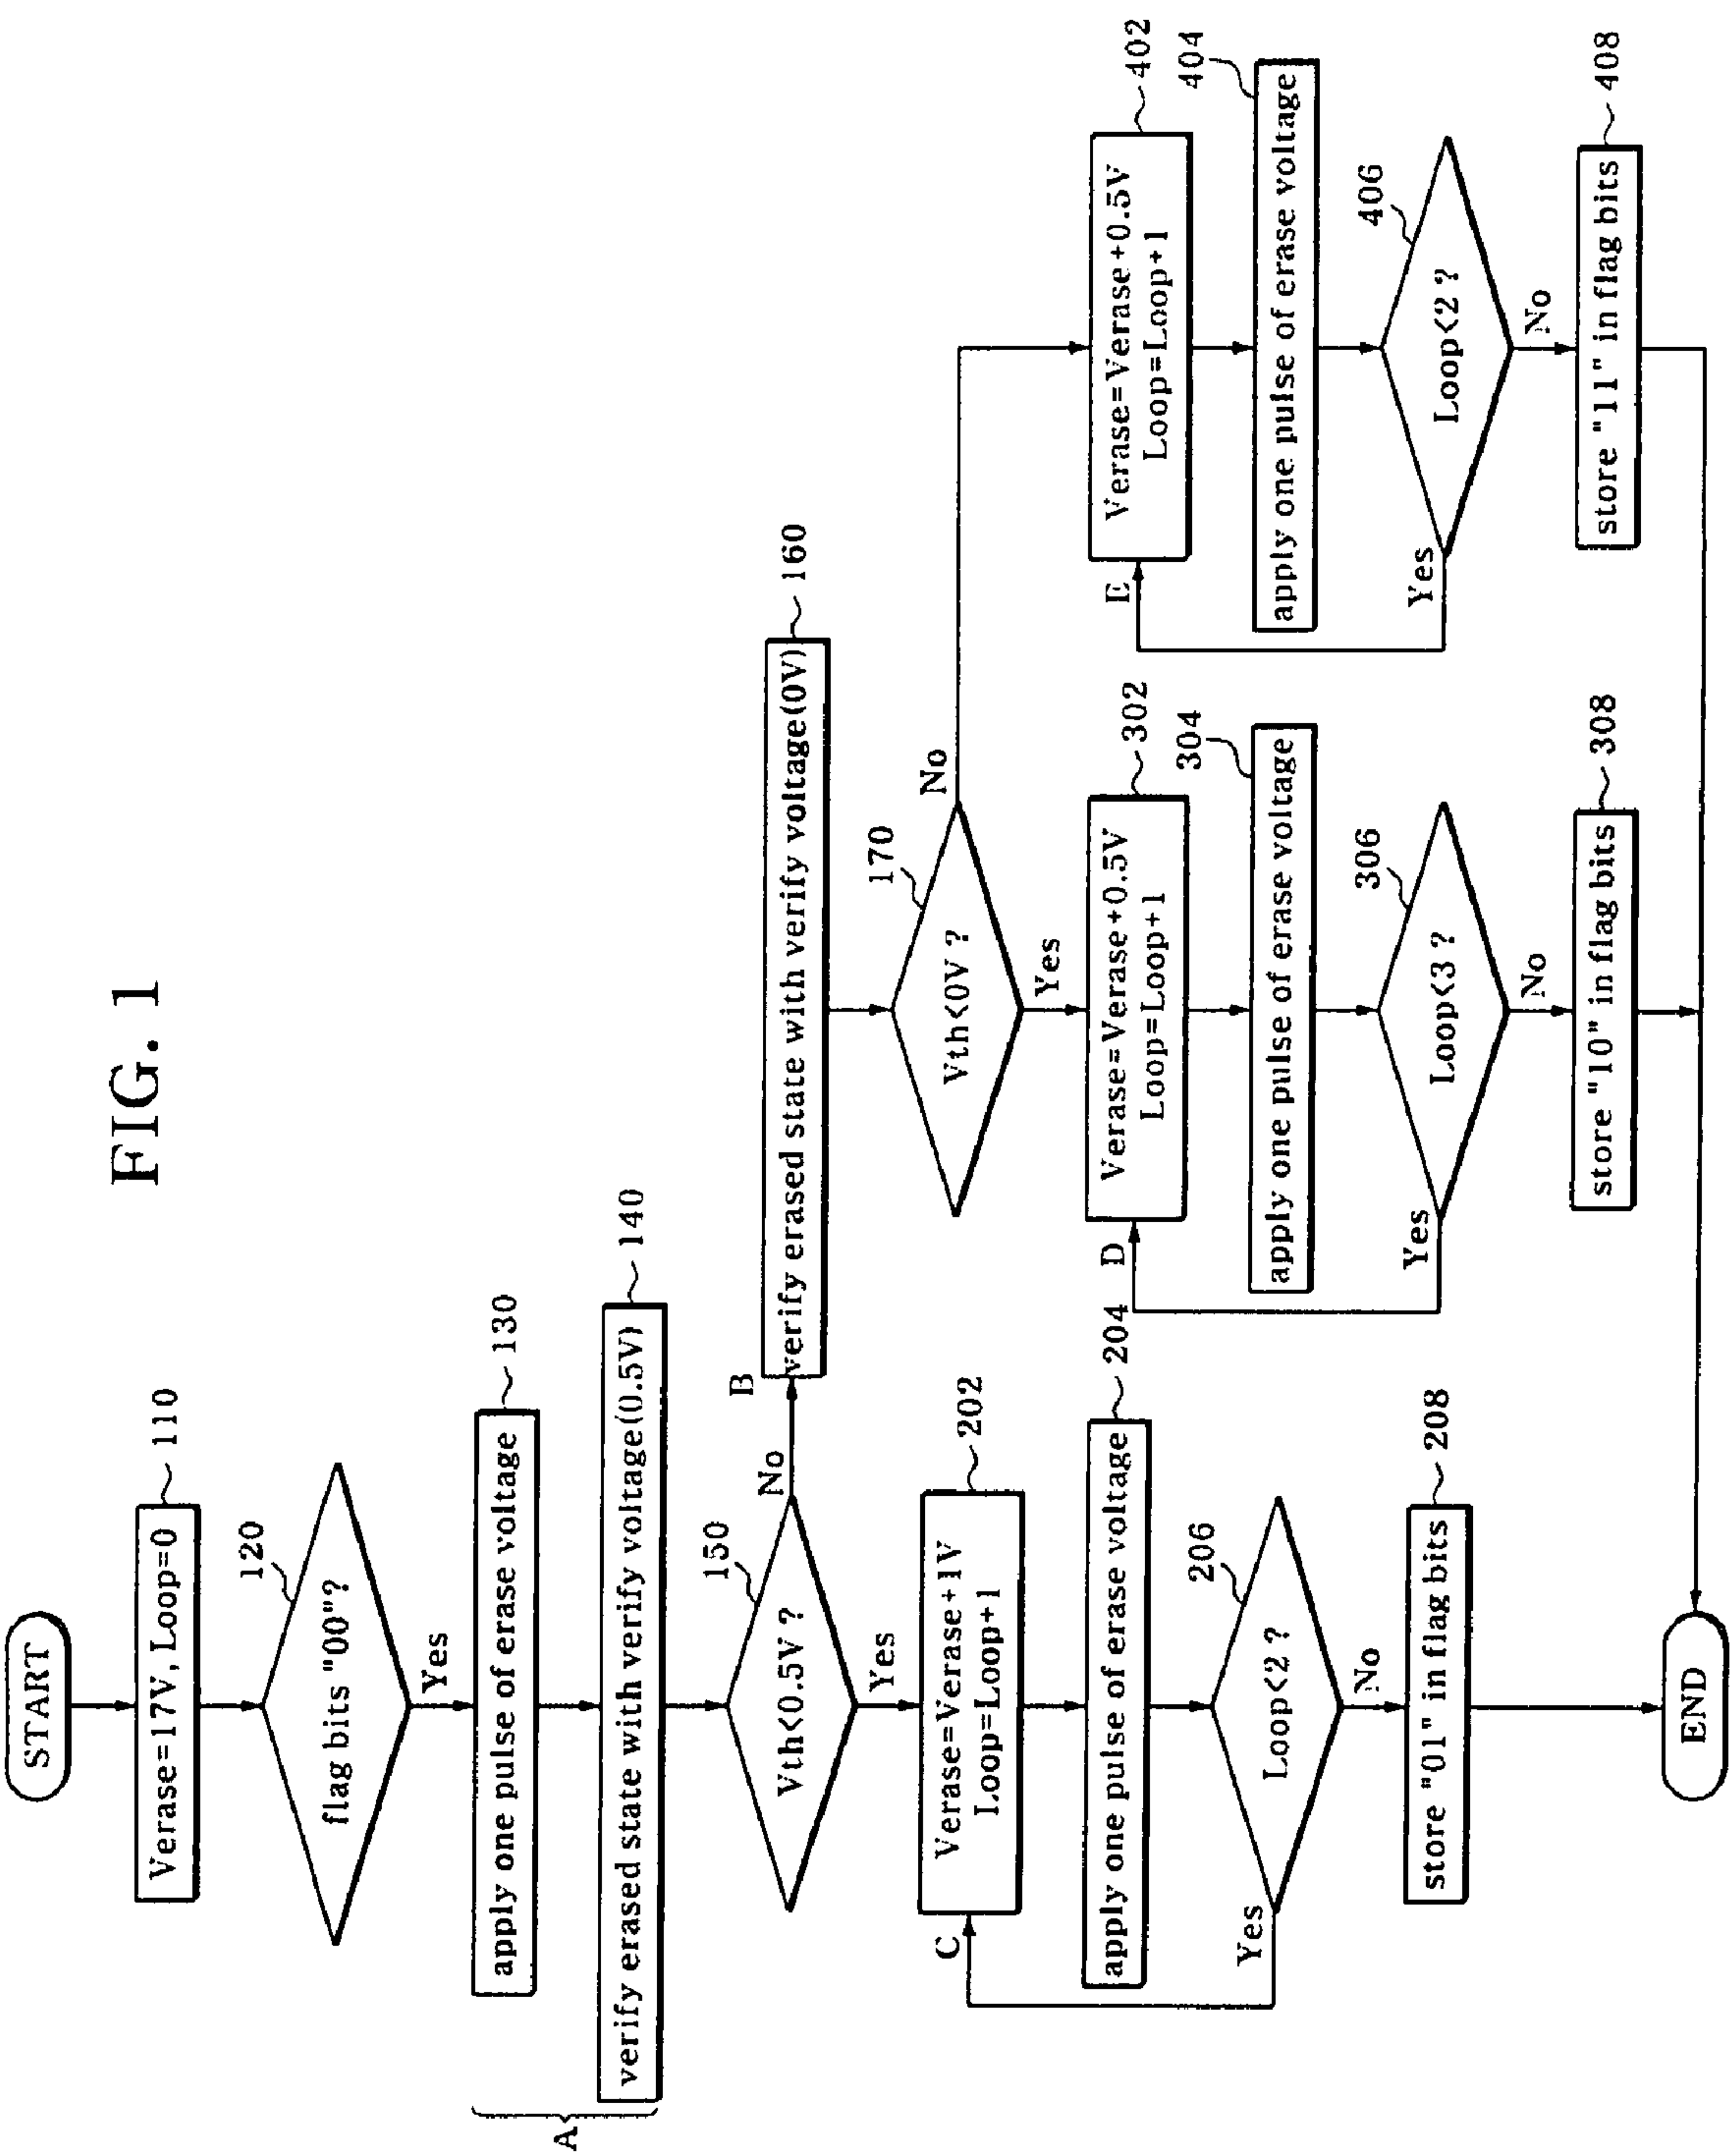 FIG. 1
START
Verase=17V, Loop=0
110
120
flag bits "00"?
Yes
A
apply one pulse of erase voltage
130
verify erased state with verify voltage(0.5V)
140
150
Vth<0.5V ?
No
B
verify erased state with verify voltage(0V)
160
170
Vth<0V ?
No
Yes
Yes
C
Verase=Verase+1V
Loop=Loop+1
202
apply one pulse of erase voltage
204
206
Loop<2 ?
Yes
No
store "01" in flag bits
208
D
Verase=Verase+0.5V
Loop=Loop+1
302
304
apply one pulse of erase voltage
306
Loop<3 ?
Yes
No
store "10" in flag bits
308
E
Verase=Verase+0.5V
Loop=Loop+1
402
404
apply one pulse of erase voltage
406
Loop<2 ?
Yes
No
store "11" in flag bits
408
END